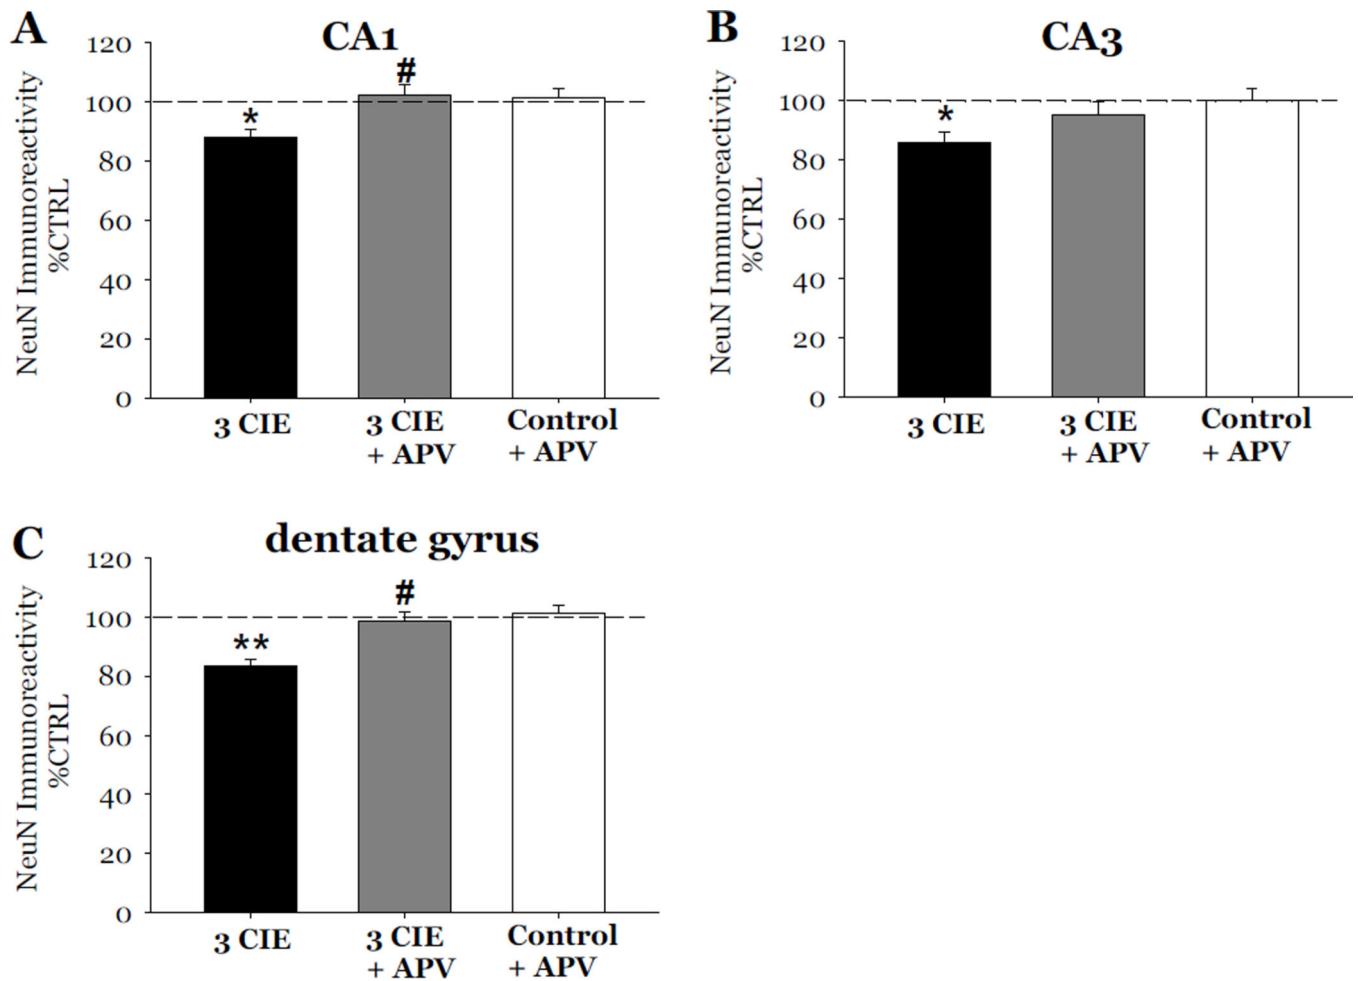 A
CA1
NeuN Immunoreactivity
%CTRL
120
100
80
60
40
20
0
*
#
3 CIE
3 CIE
+ APV
Control
+ APV
B
CA3
NeuN Immunoreactivity
%CTRL
120
100
80
60
40
20
0
*
3 CIE
3 CIE
+ APV
Control
+ APV
C
dentate gyrus
NeuN Immunoreactivity
%CTRL
120
100
80
60
40
20
0
**
#
3 CIE
3 CIE
+ APV
Control
+ APV